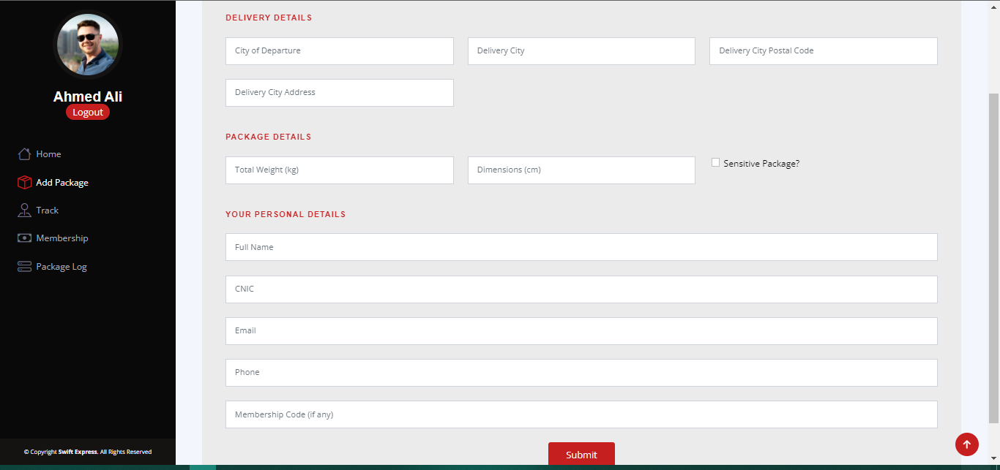 Ahmed Ali
Logout
Home
Add Package
Track
Membership
Package Log
© Copyright Swift Express. All Rights Reserved
DELIVERY DETAILS
City of Departure
Delivery City
Delivery City Postal Code
Delivery City Address
PACKAGE DETAILS
Total Weight (kg)
Dimensions (cm)
Sensitive Package?
YOUR PERSONAL DETAILS
Full Name
CNIC
Email
Phone
Membership Code (if any)
Submit